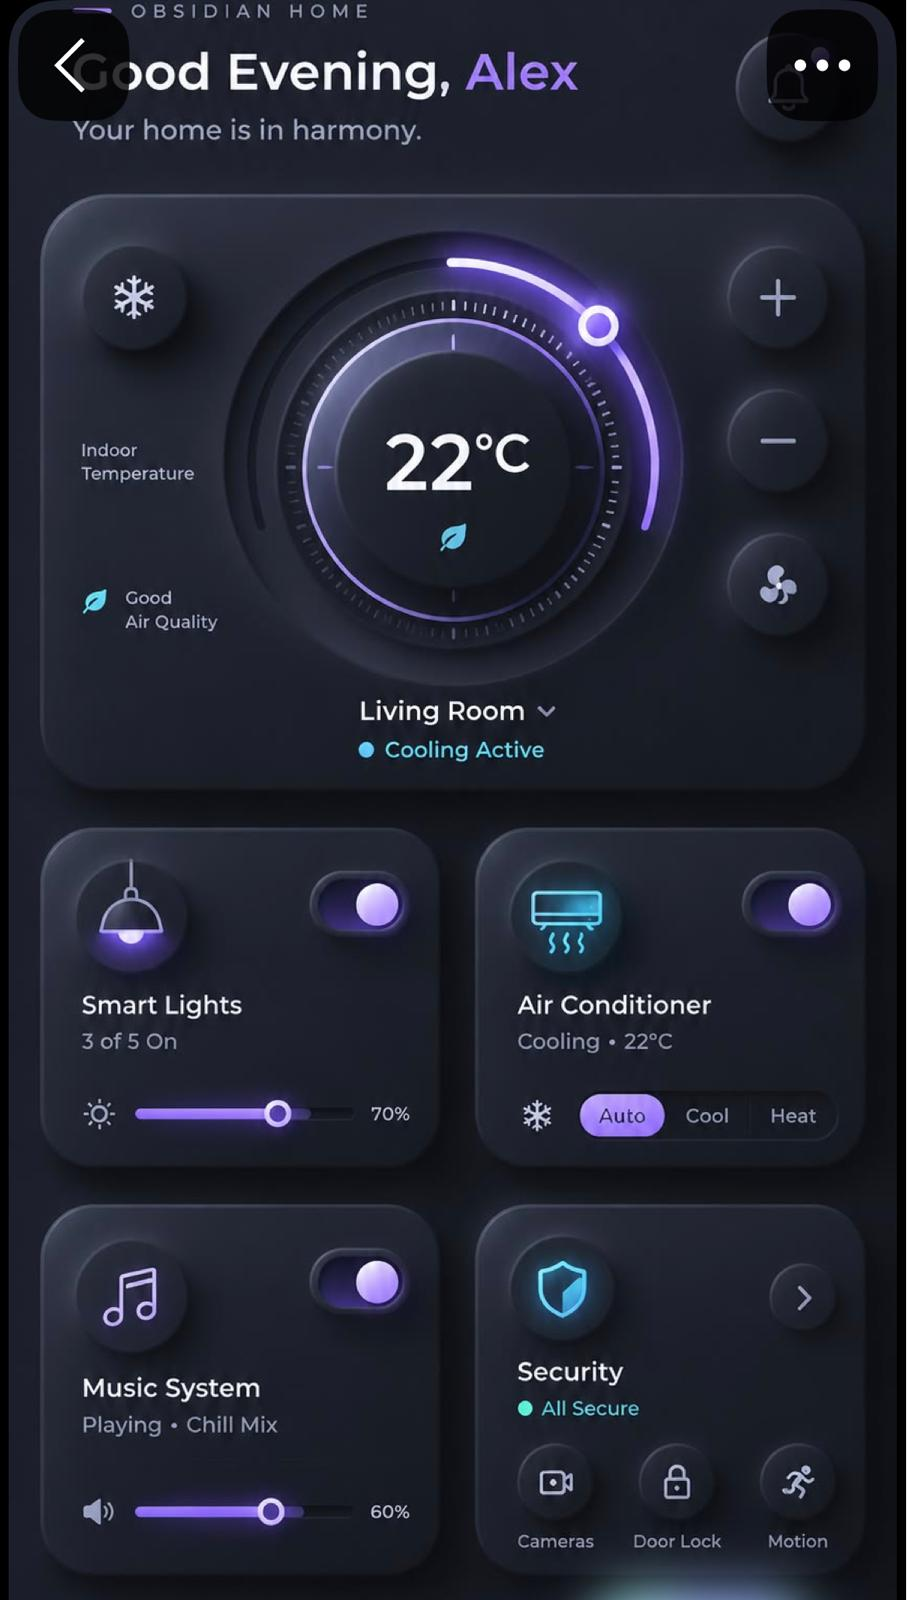 OBSIDIAN HOME
Good Evening, Alex
Your home is in harmony.
Indoor
Temperature
22°C
Good
Air Quality
Living Room
Cooling Active
Smart Lights
3 of 5 On
70%
Air Conditioner
Cooling • 22°C
Auto Cool Heat
Music System
Playing • Chill Mix
60%
Security
All Secure
Cameras Door Lock Motion